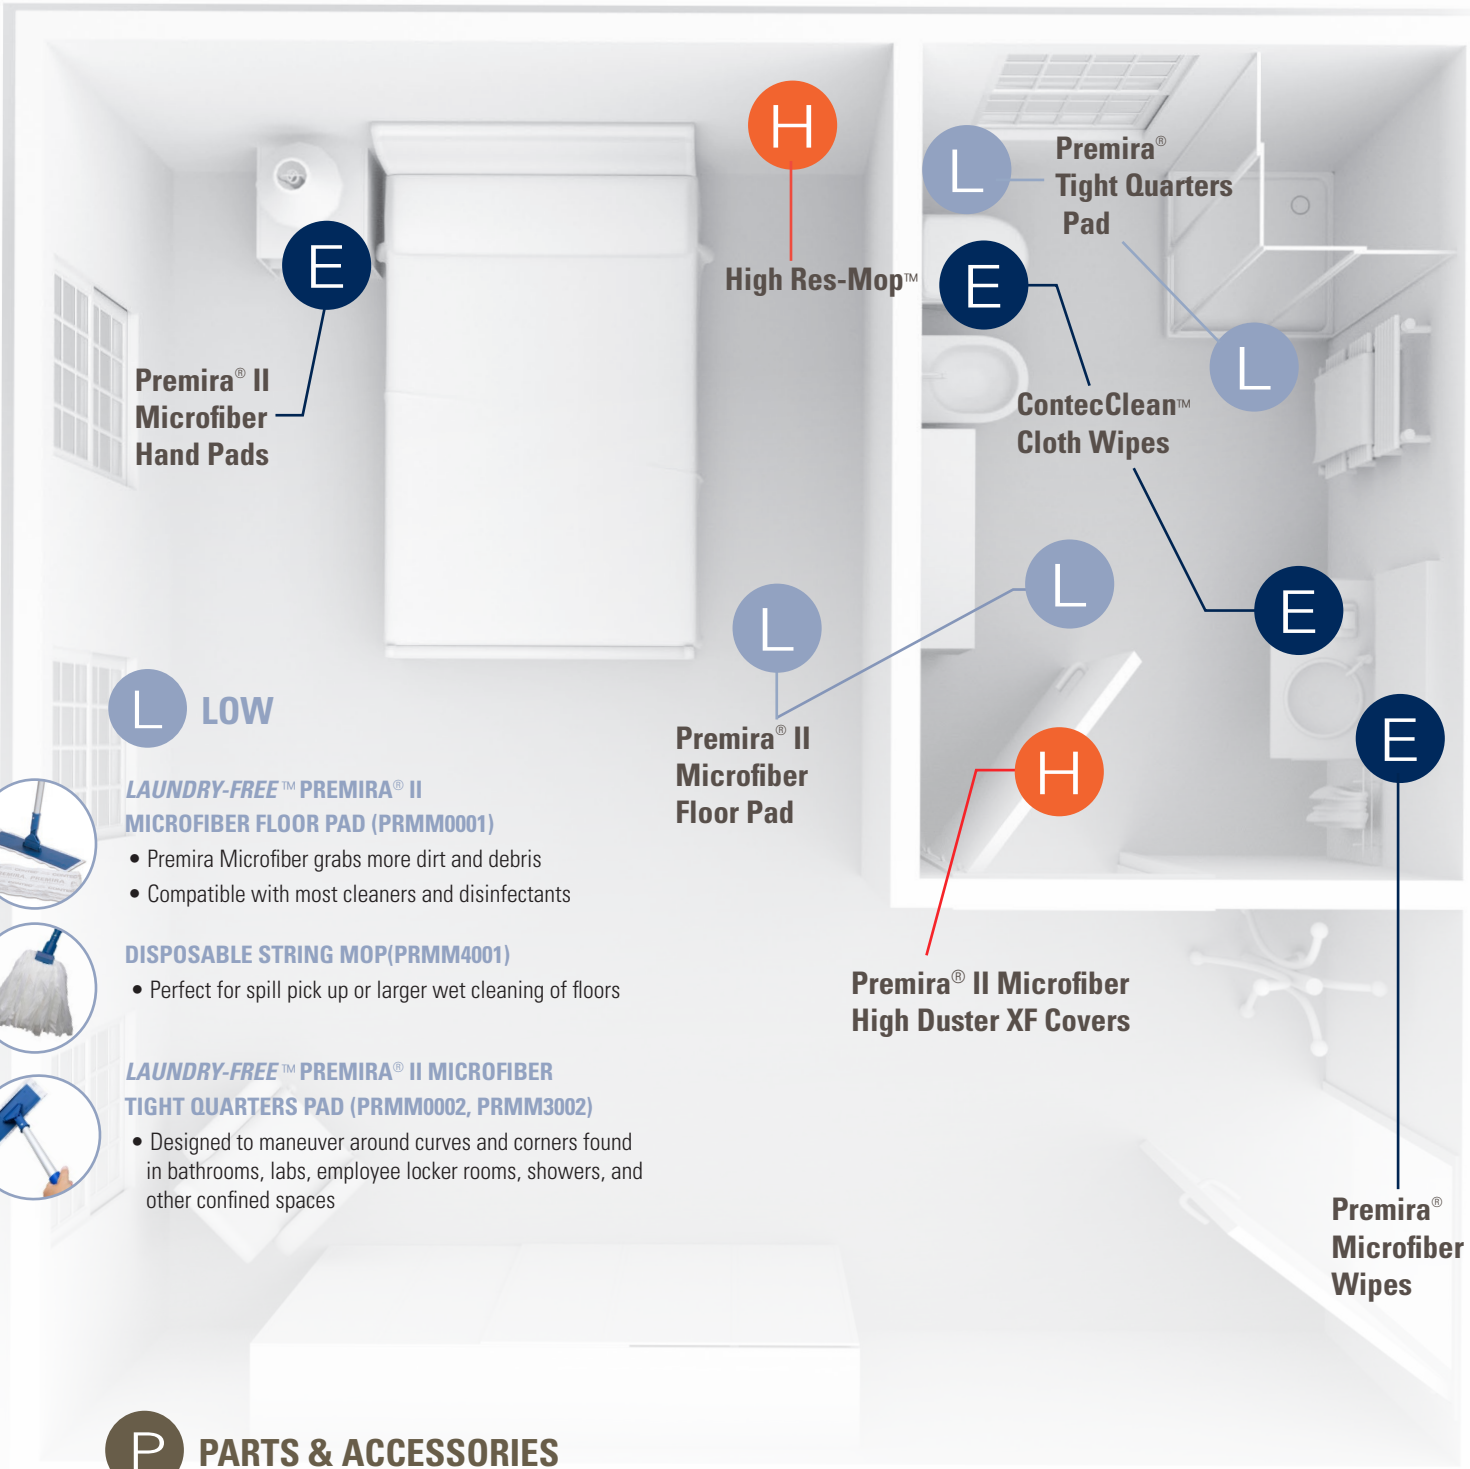 H
L
Premira®
Tight Quarters
Pad
E
High Res-Mop™
E
L
Premira® II
Microfiber
Hand Pads
ContecClean™
Cloth Wipes
L
L
E
Premira® II
Microfiber
Floor Pad
H
E
Premira® II Microfiber
High Duster XF Covers
Premira®
Microfiber
Wipes
L LOW
LAUNDRY-FREE™ PREMIRA® II
MICROFIBER FLOOR PAD (PRMM0001)
• Premira Microfiber grabs more dirt and debris
• Compatible with most cleaners and disinfectants
DISPOSABLE STRING MOP(PRMM4001)
• Perfect for spill pick up or larger wet cleaning of floors
LAUNDRY-FREE™ PREMIRA® II MICROFIBER
TIGHT QUARTERS PAD (PRMM0002, PRMM3002)
• Designed to maneuver around curves and corners found
in bathrooms, labs, employee locker rooms, showers, and
other confined spaces
P PARTS & ACCESSORIES